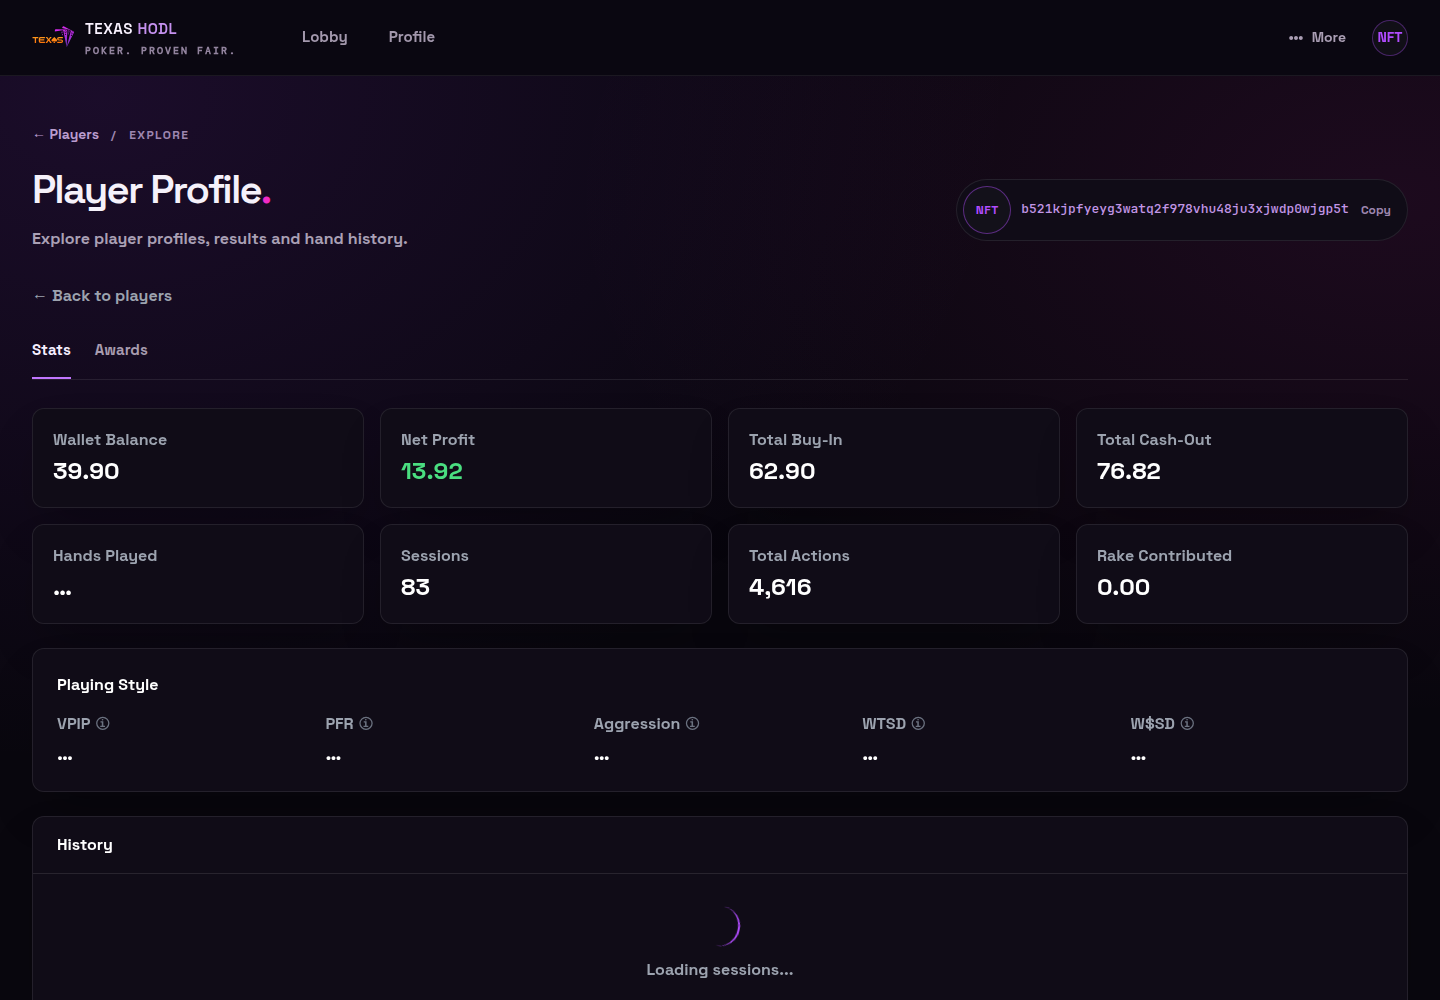 TEXAS
TEXAS HODL
POKER. PROVEN FAIR.
Lobby
Profile
••• More
NFT
← Players / EXPLORE
Player Profile.
Explore player profiles, results and hand history.
NFT
b521kjpfyeyg3watq2f978vhu48ju3xjwdp0wjgp5t
Copy
← Back to players
Stats
Awards
Wallet Balance
39.90
Net Profit
13.92
Total Buy-In
62.90
Total Cash-Out
76.82
Hands Played
...
Sessions
83
Total Actions
4,616
Rake Contributed
0.00
Playing Style
VPIP ⓘ
...
PFR ⓘ
...
Aggression ⓘ
...
WTSD ⓘ
...
W$SD ⓘ
...
History
Loading sessions...